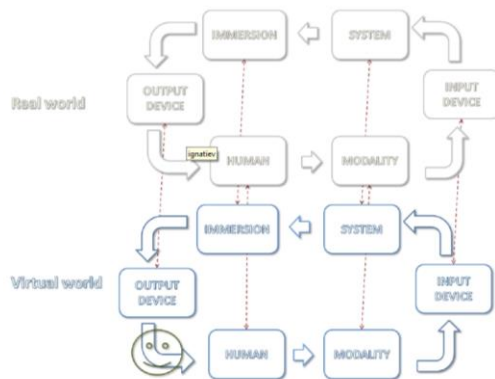 IMMERSION
SYSTEM
OUTPUT
DEVICE
INPUT
DEVICE
Real world
ignatiev
HUMAN
MODALITY
IMMERSION
SYSTEM
Virtual world
OUTPUT
DEVICE
INPUT
DEVICE
HUMAN
MODALITY